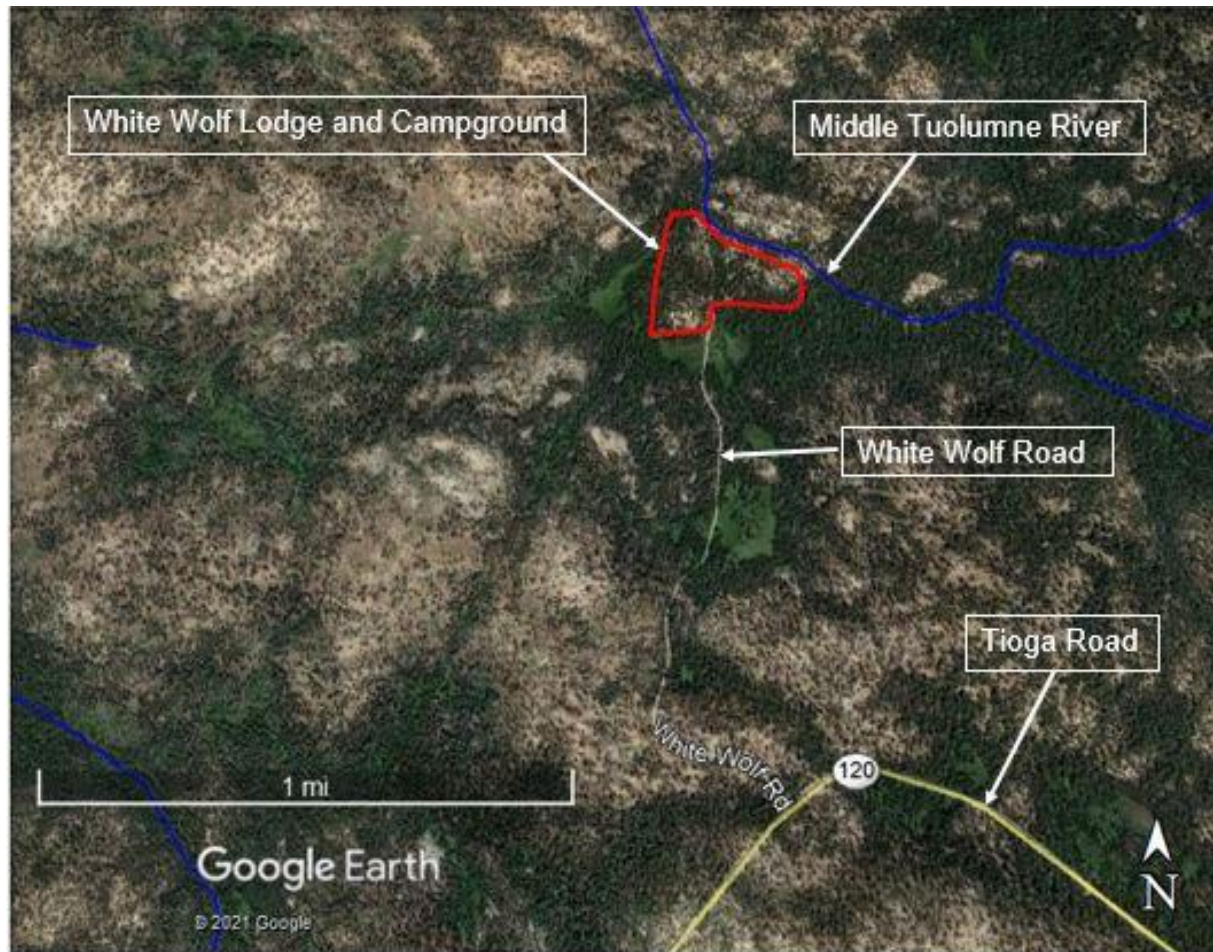 White Wolf Lodge and Campground
Middle Tuolumne River
White Wolf Road
Tioga Road
White Wolf Rd
120
1 mi
Google Earth
© 2021 Google
N